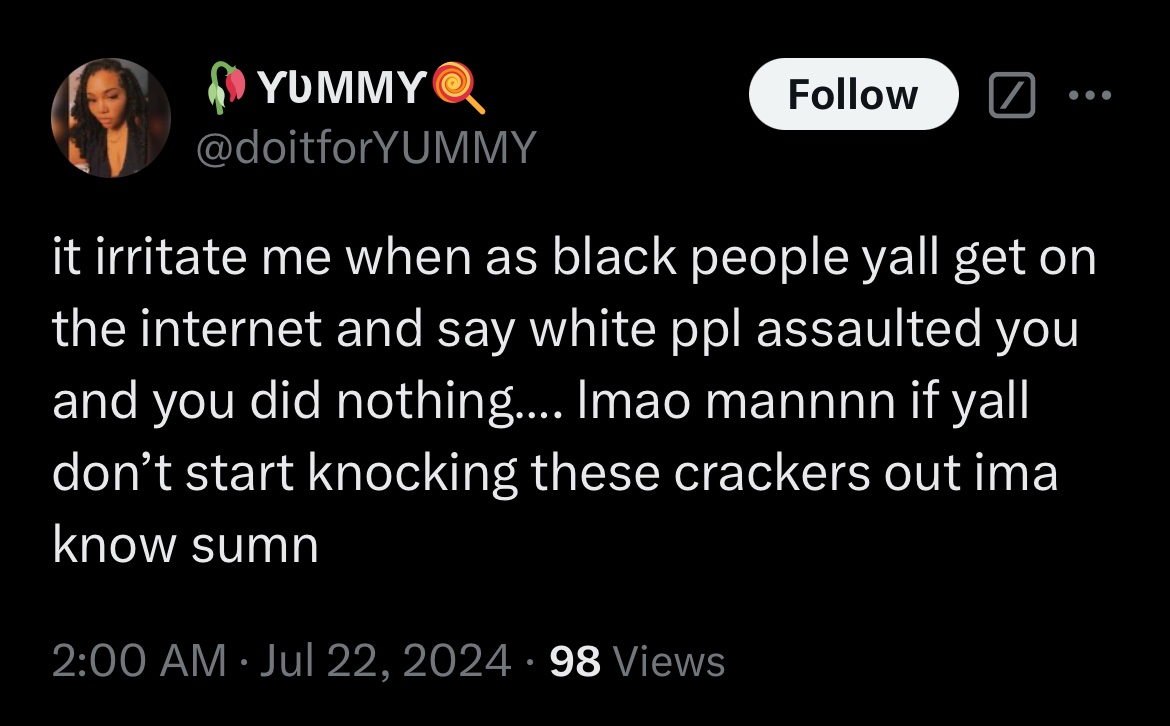 🥀 YႱMMY🍭
Follow
@doitforYUMMY
it irritate me when as black people yall get on
the internet and say white ppl assaulted you
and you did nothing.... lmao mannnn if yall
don’t start knocking these crackers out ima
know sumn
2:00 AM · Jul 22, 2024 · 98 Views